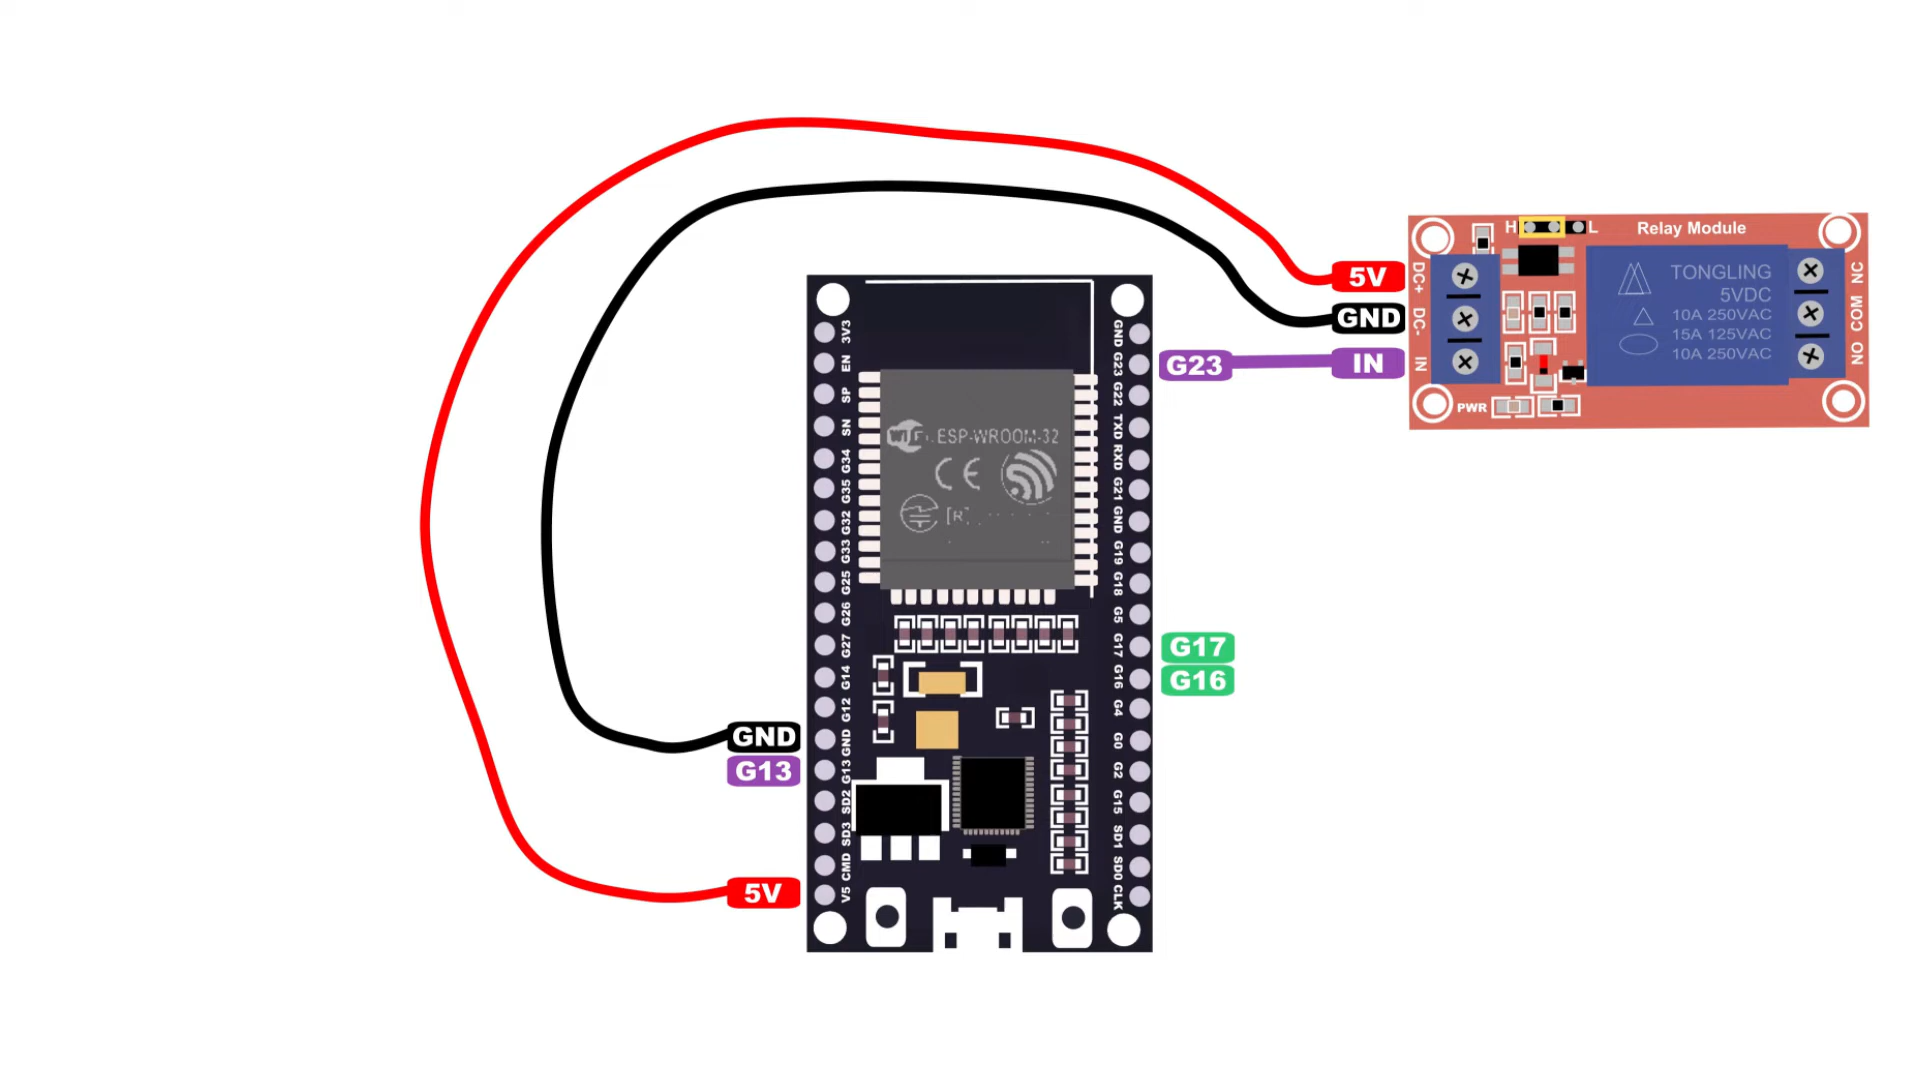 H L Relay Module
DC+
DC-
IN
TONGLING
5VDC
10A 250VAC
15A 125VAC
10A 250VAC
NC
COM
NO
PWR
5V
GND
IN
G23
3V3
EN
SP
SN
G34
G35
G32
G33
G25
G26
G27
G14
G12
GND
G13
SD2
SD3
CMD
V5
WiFi
ESP-WROOM-32
CE
[R]
GND
G23
G22
TXD
RXD
G21
GND
G19
G18
G5
G17
G16
G4
G0
G2
G15
SD1
SD0
CLK
G17
G16
GND
G13
5V